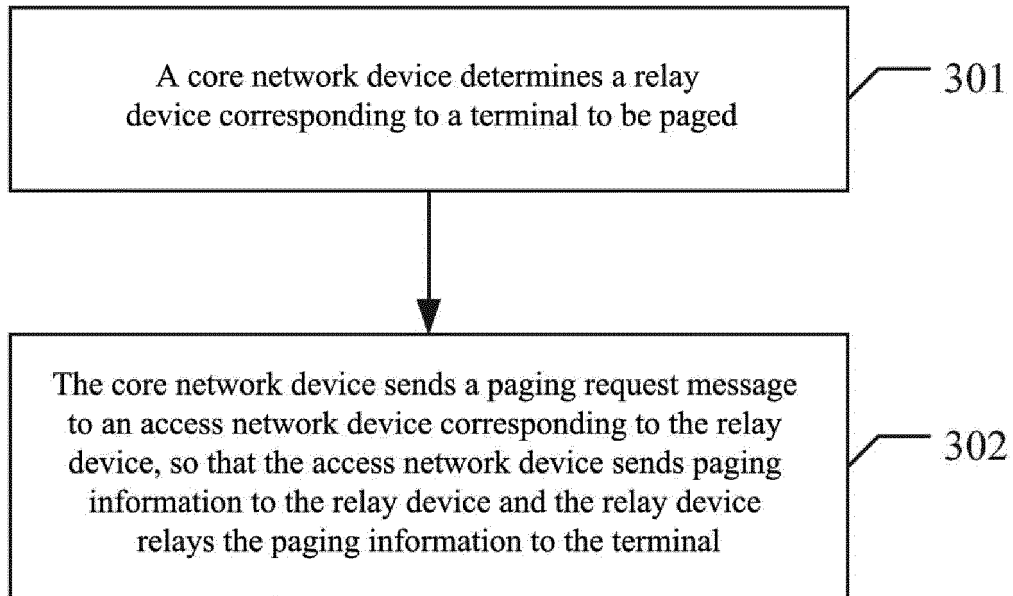 A core network device determines a relay
device corresponding to a terminal to be paged
301
The core network device sends a paging request message
to an access network device corresponding to the relay
device, so that the access network device sends paging
information to the relay device and the relay device
relays the paging information to the terminal
302